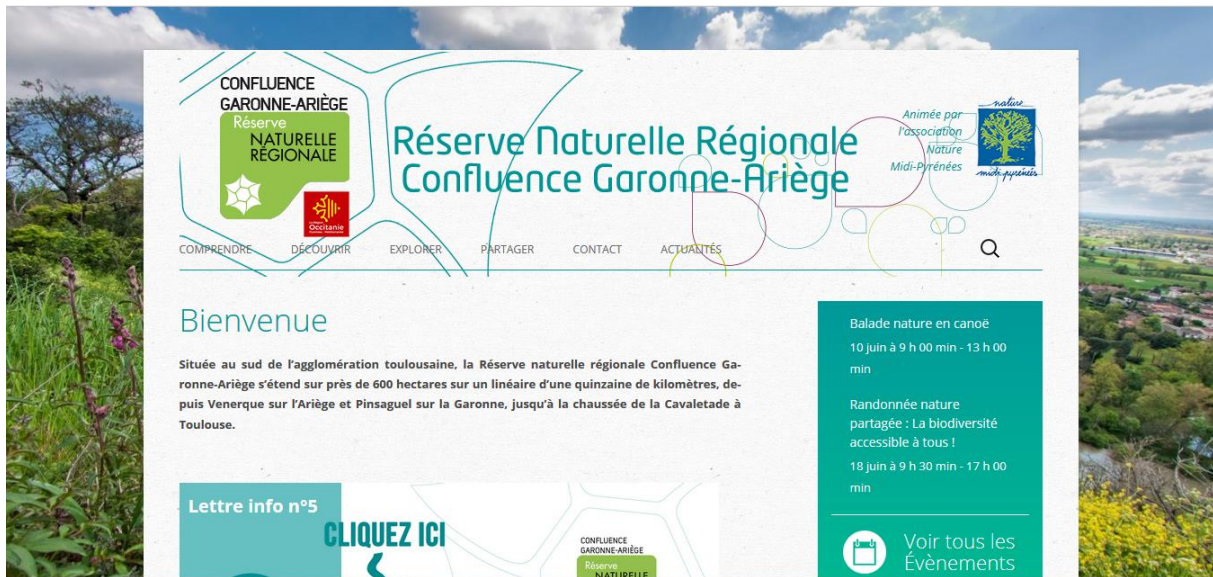 CONFLUENCE
GARONNE-ARIÈGE
Réserve
NATURELLE
RÉGIONALE
Occitanie
Réserve Naturelle Régionale
Confluence Garonne-Ariège
Animée par
l'association
Nature
Midi-Pyrénées
nature
midi-pyrénées
COMPRENDRE DÉCOUVRIR EXPLORER PARTAGER CONTACT ACTUALITÉS
Bienvenue
Située au sud de l'agglomération toulousaine, la Réserve naturelle régionale Confluence Ga-
ronne-Ariège s'étend sur près de 600 hectares sur un linéaire d'une quinzaine de kilomètres, de-
puis Venerque sur l'Ariège et Pinsaguel sur la Garonne, jusqu'à la chaussée de la Cavaletade à
Toulouse.
Lettre info n°5
CLIQUEZ ICI
CONFLUENCE
GARONNE-ARIÈGE
Réserve
NATURELLE
Balade nature en canoë
10 juin à 9 h 00 min - 13 h 00
min
Randonnée nature
partagée : La biodiversité
accessible à tous !
18 juin à 9 h 30 min - 17 h 00
min
Voir tous les
Évènements